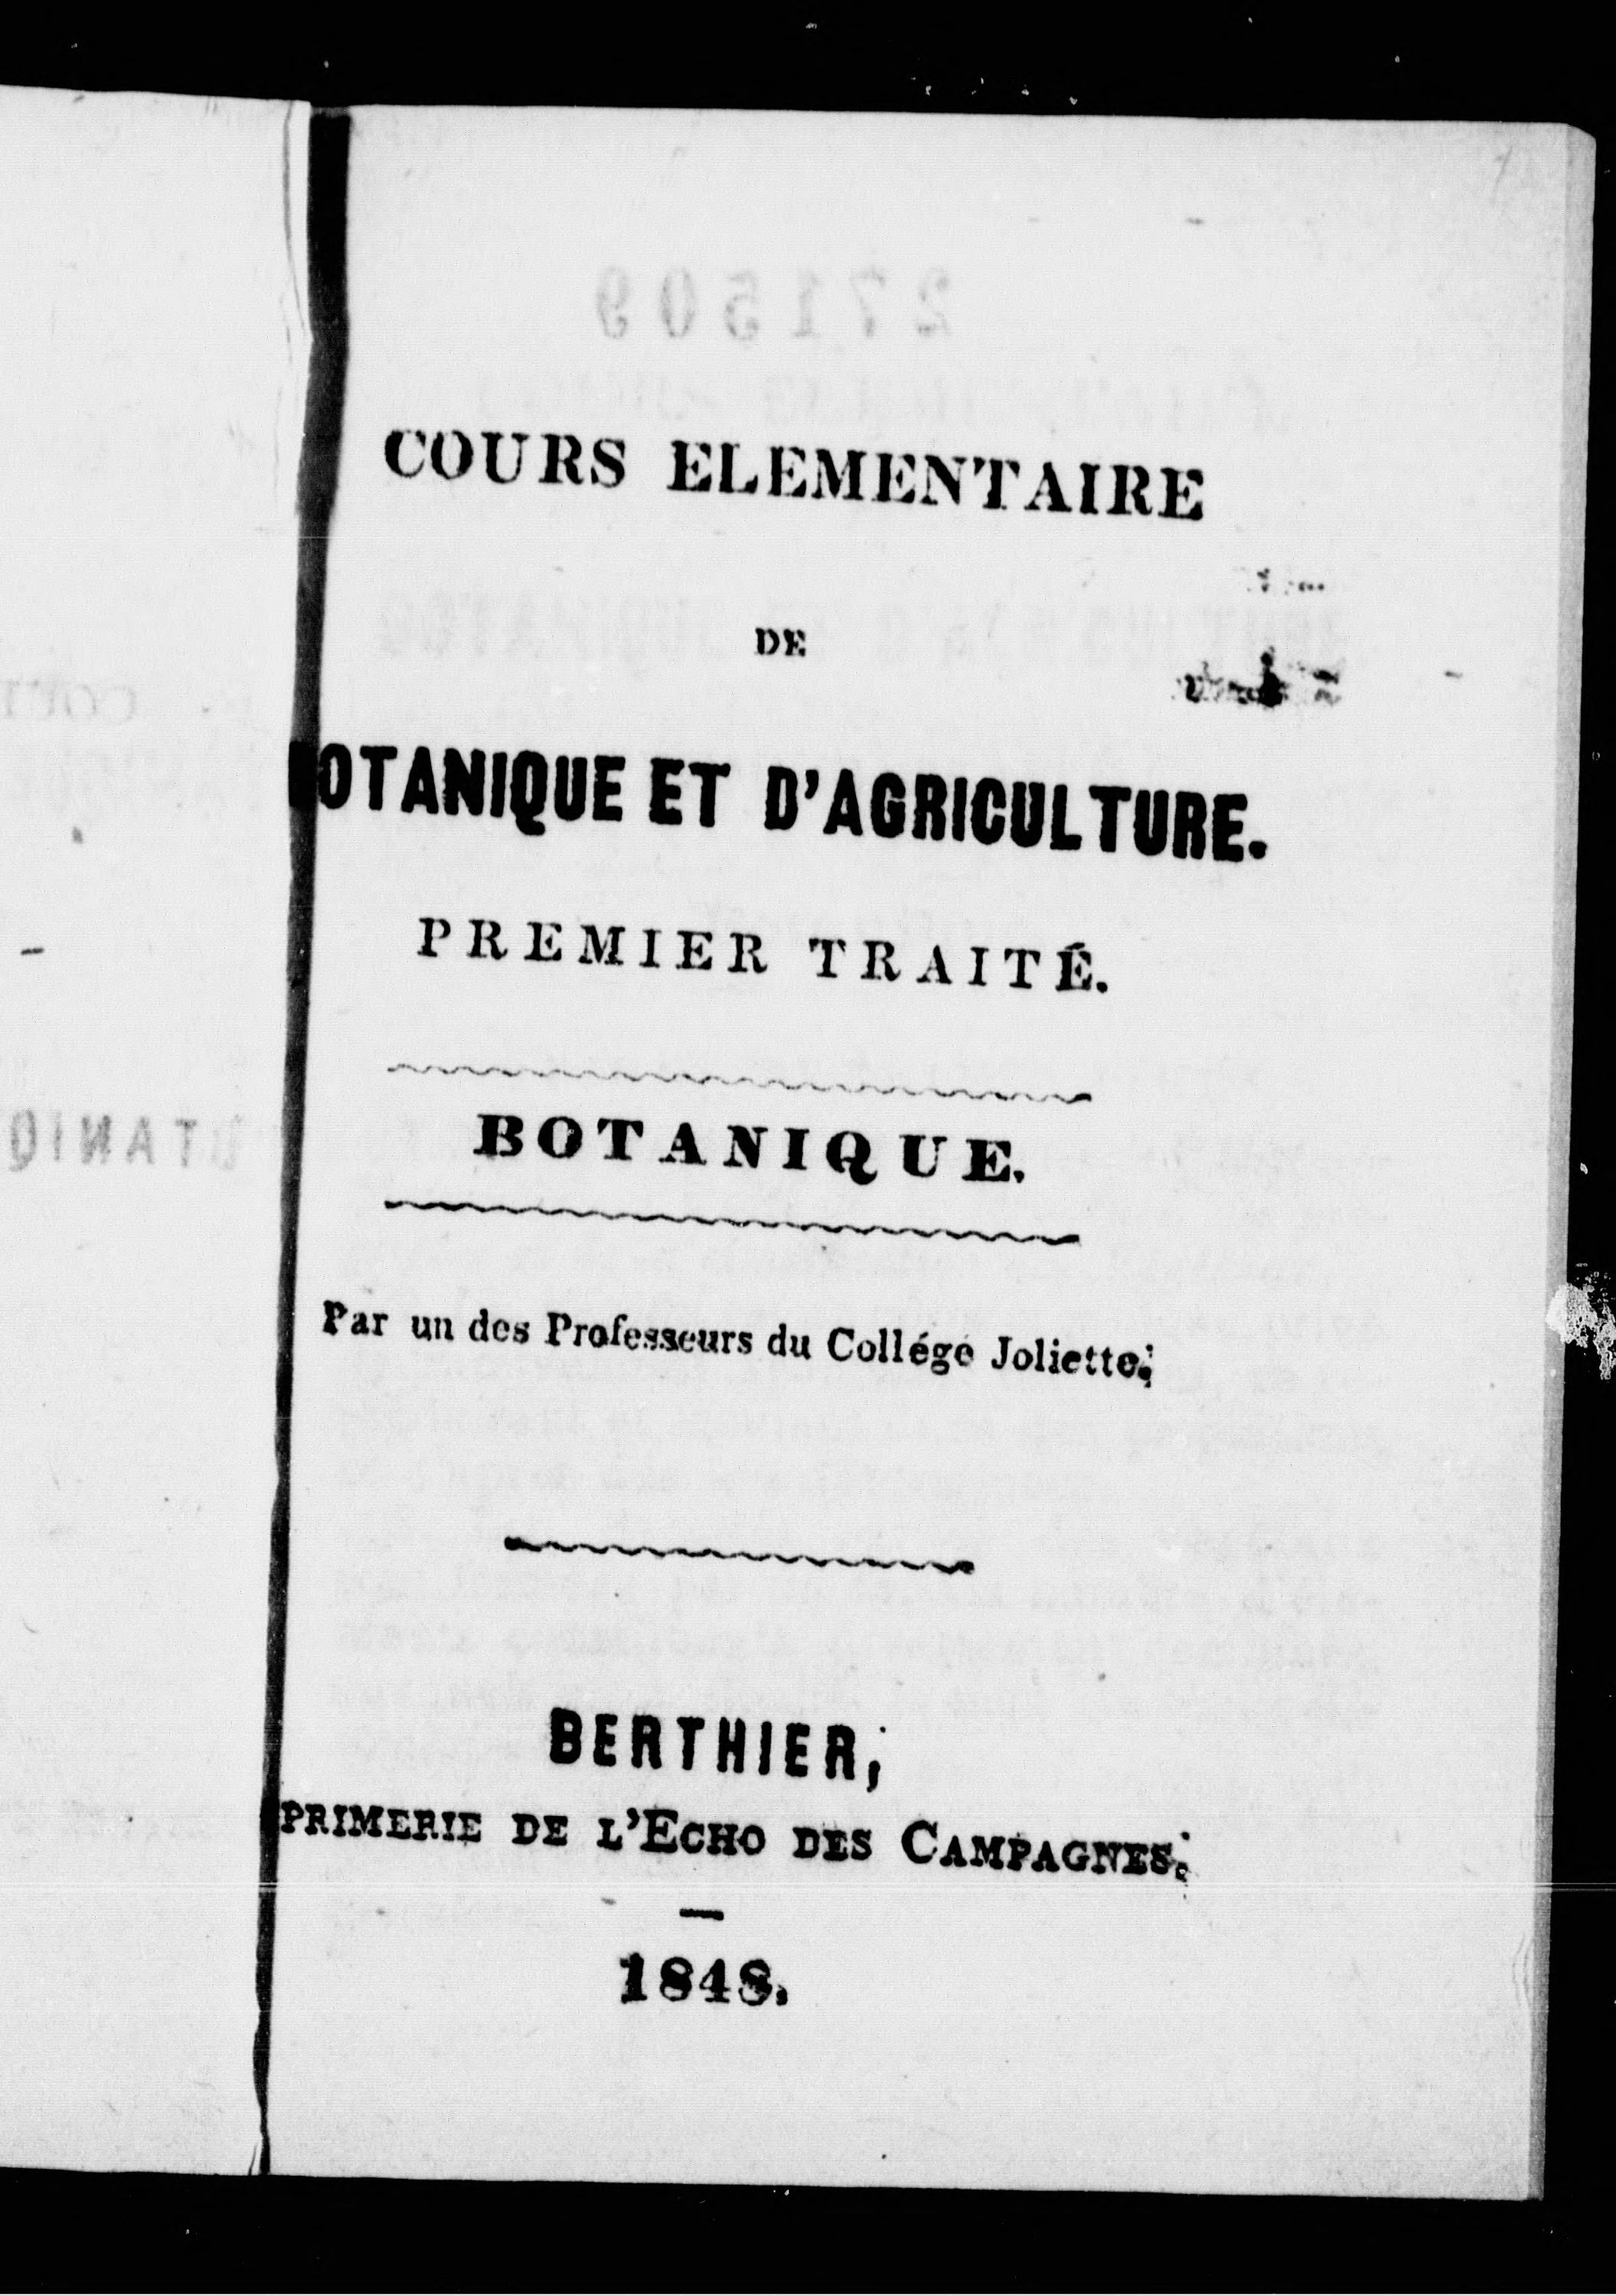 COURS ELEMENTAIRE
DE
OTANIQUE ET D'AGRICULTURE.
PREMIER TRAITÉ.
BOTANIQUE.
Par un des Professeurs du Collége Joliette;
BERTHIER;
PRIMERIE DE L'ECHO DES CAMPAGNES.
1848.